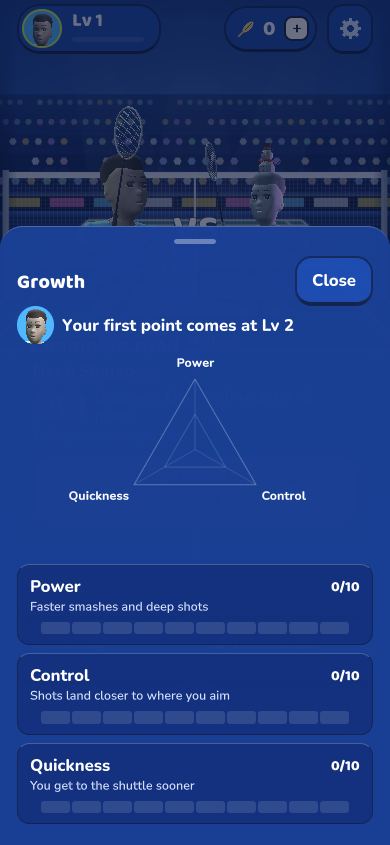 Lv 1
0
+
VS
Growth
Close
Your first point comes at Lv 2
Power
Quickness
Control
Power
0/10
Faster smashes and deep shots
Control
0/10
Shots land closer to where you aim
Quickness
0/10
You get to the shuttle sooner